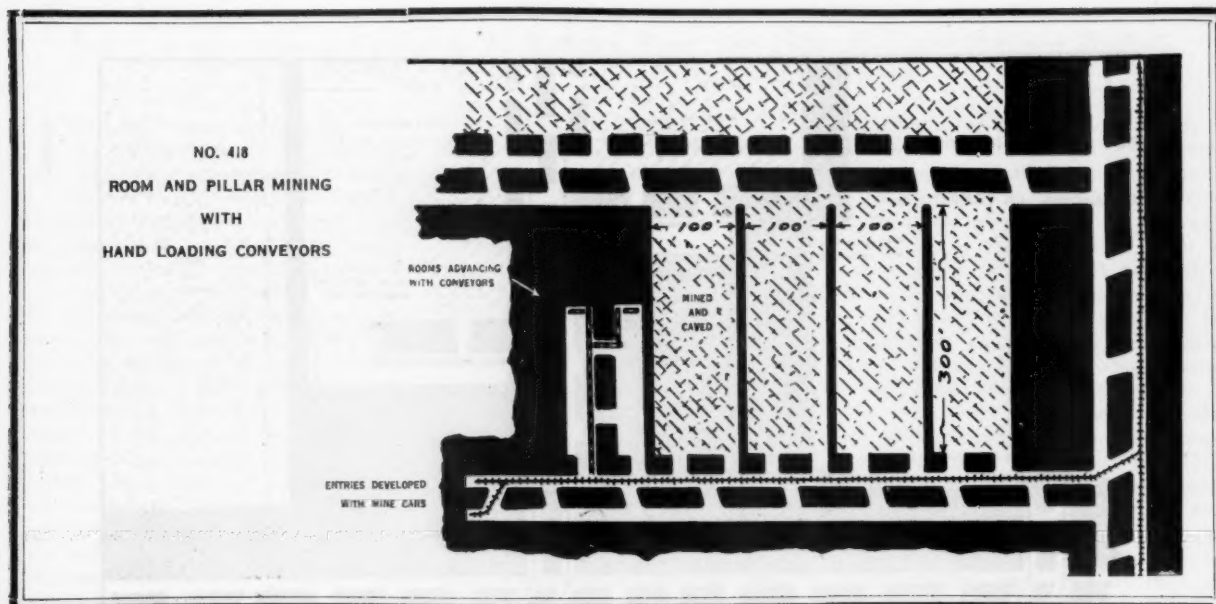 NO. 418
ROOM AND PILLAR MINING
WITH
HAND LOADING CONVEYORS
100 100 100
ROOMS ADVANCING
WITH CONVEYORS
MINED
AND
CAVED
300'
ENTRIES DEVELOPED
WITH MINE CARS